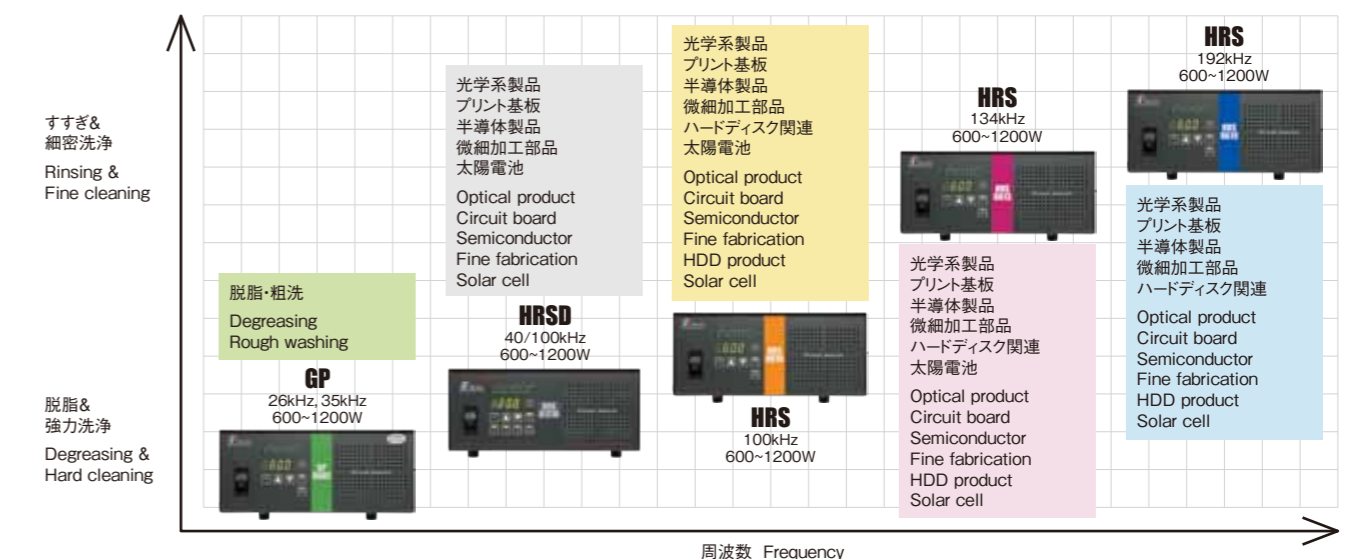 すすぎ&
細密洗浄
Rinsing &
Fine cleaning
脱脂&
強力洗浄
Degreasing &
Hard cleaning
脱脂・粗洗
Degreasing
Rough washing
GP
26kHz, 35kHz
600~1200W
光学系製品
プリント基板
半導体製品
微細加工部品
太陽電池
Optical product
Circuit board
Semiconductor
Fine fabrication
Solar cell
HRSD
40/100kHz
600~1200W
光学系製品
プリント基板
半導体製品
微細加工部品
ハードディスク関連
太陽電池
Optical product
Circuit board
Semiconductor
Fine fabrication
HDD product
Solar cell
HRS
100kHz
600~1200W
HRS
134kHz
600~1200W
光学系製品
プリント基板
半導体製品
微細加工部品
ハードディスク関連
太陽電池
Optical product
Circuit board
Semiconductor
Fine fabrication
HDD product
Solar cell
HRS
192kHz
600~1200W
光学系製品
プリント基板
半導体製品
微細加工部品
ハードディスク関連
Optical product
Circuit board
Semiconductor
Fine fabrication
HDD product
Solar cell
周波数 Frequency